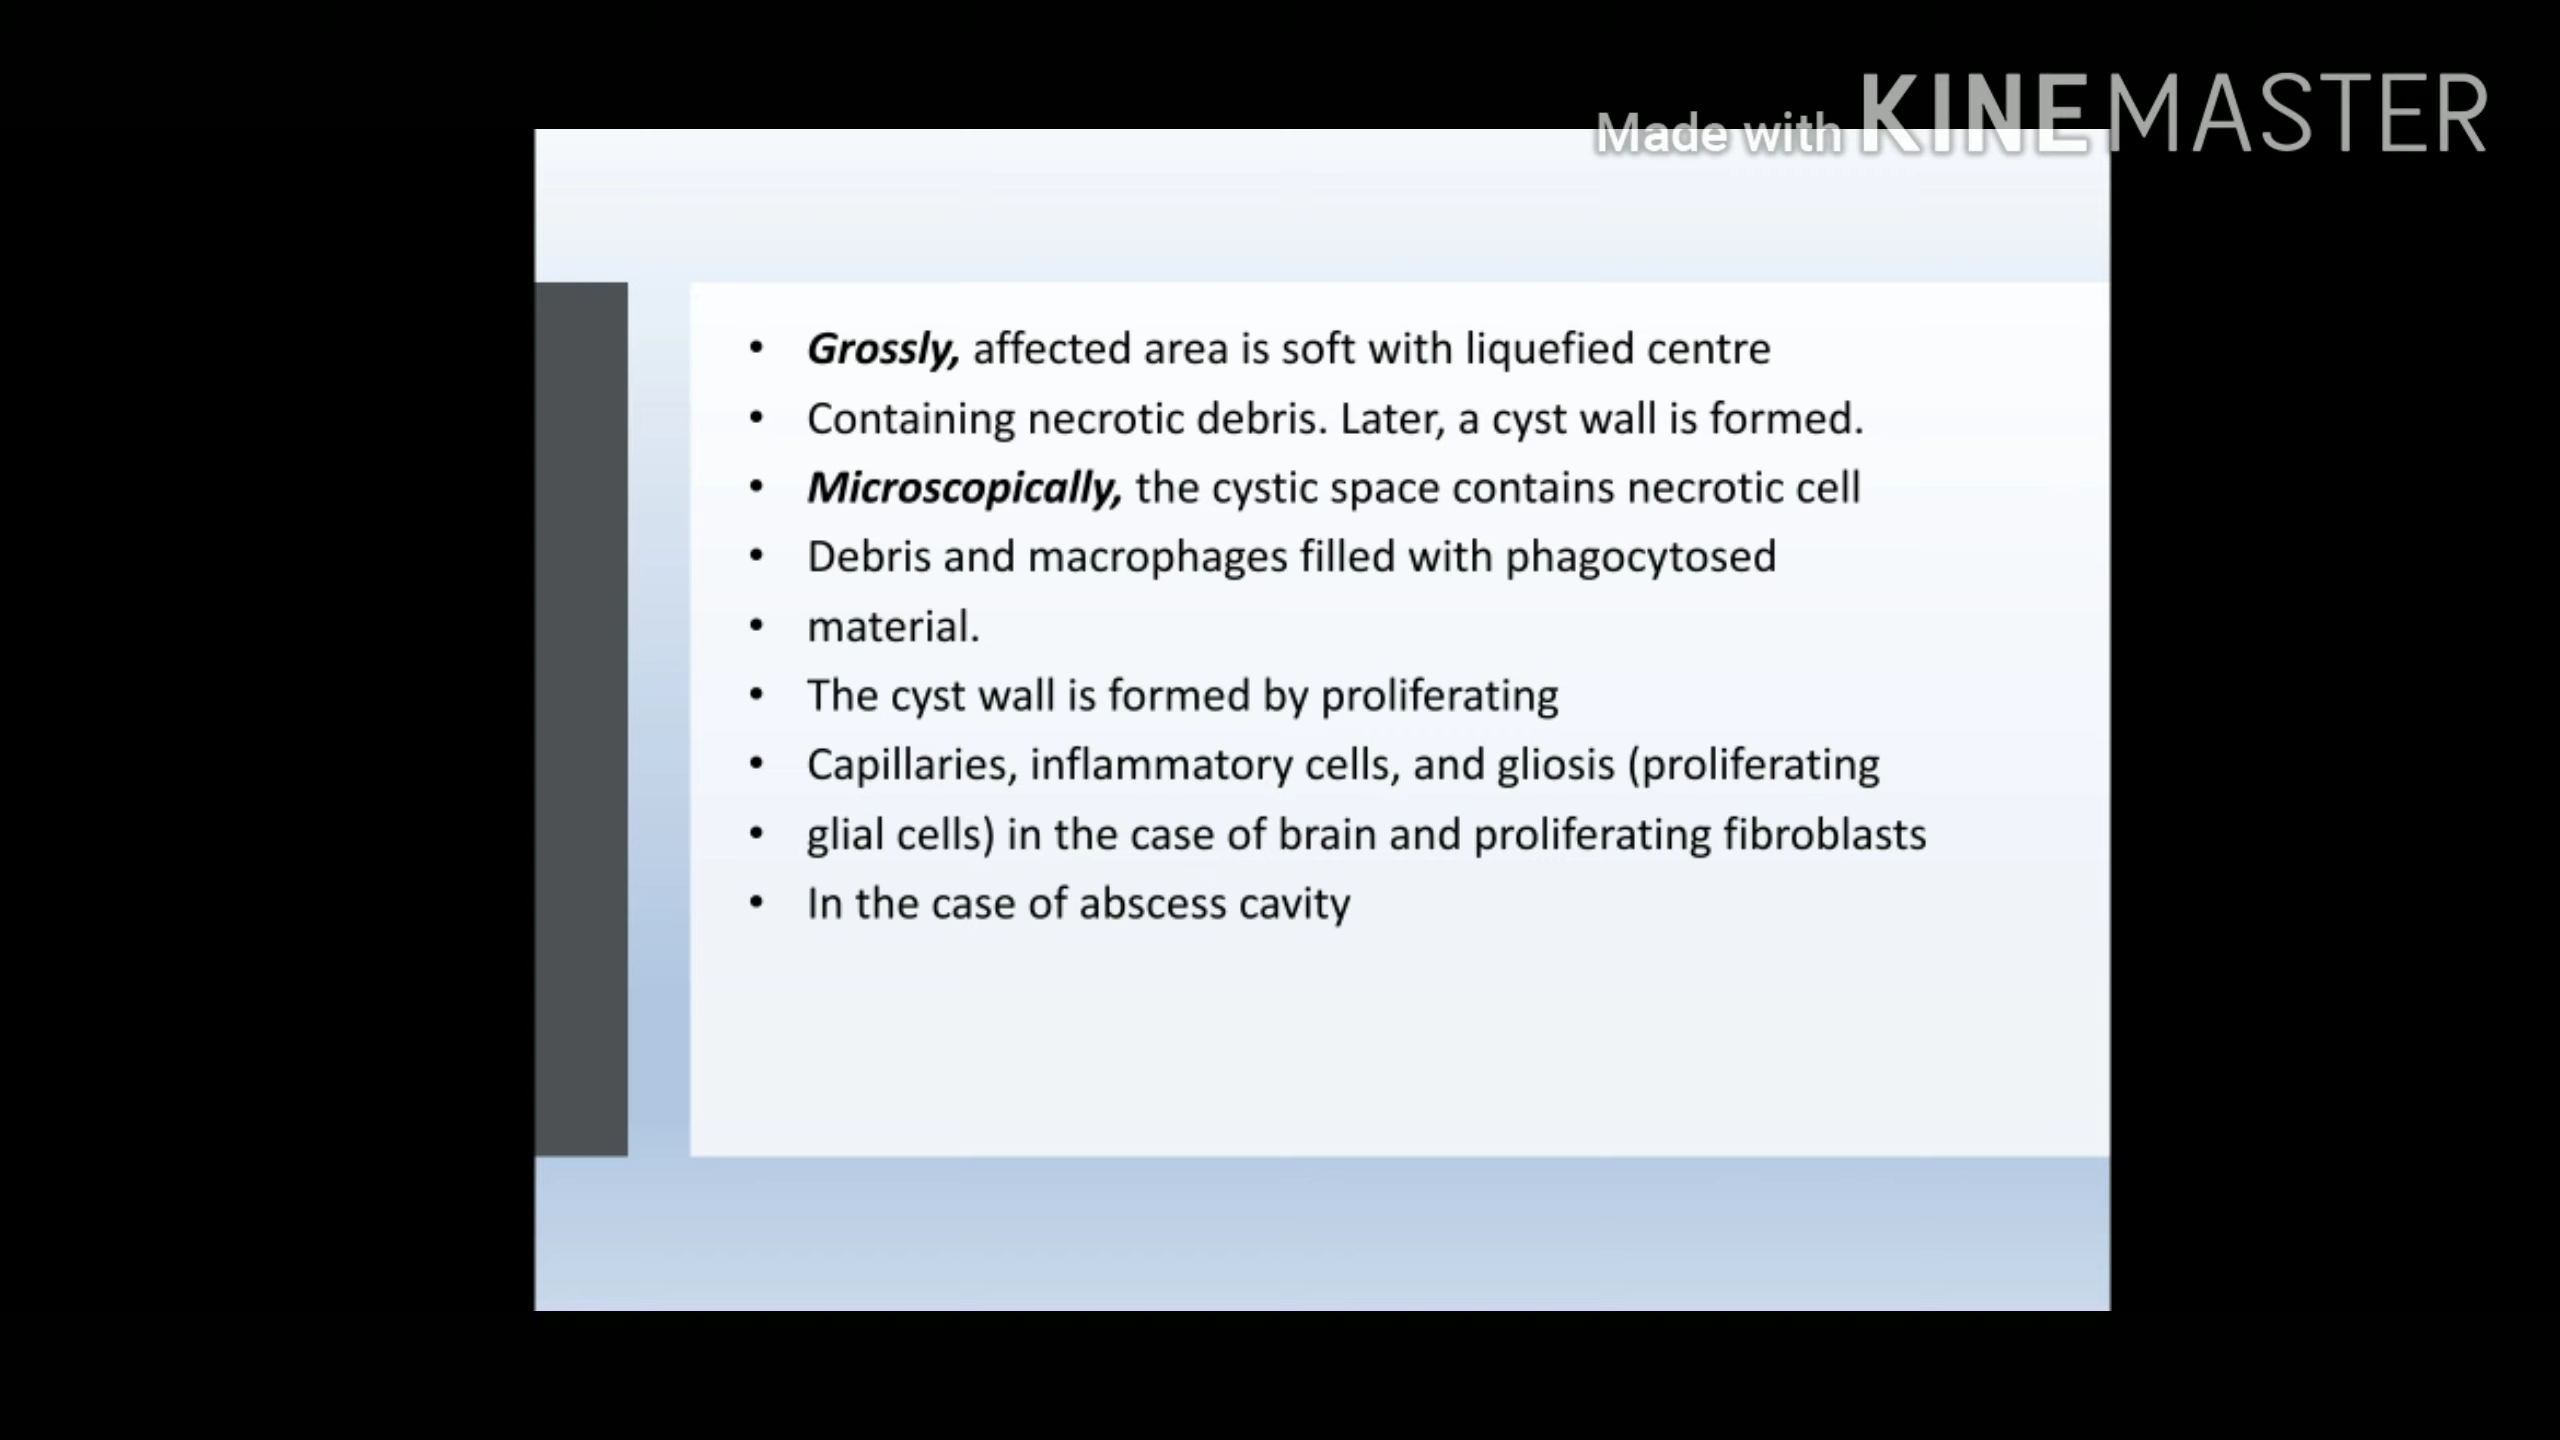 Made with KINEMASTER
• Grossly, affected area is soft with liquefied centre
• Containing necrotic debris. Later, a cyst wall is formed.
• Microscopically, the cystic space contains necrotic cell
• Debris and macrophages filled with phagocytosed
• material.
• The cyst wall is formed by proliferating
• Capillaries, inflammatory cells, and gliosis (proliferating
• glial cells) in the case of brain and proliferating fibroblasts
• In the case of abscess cavity